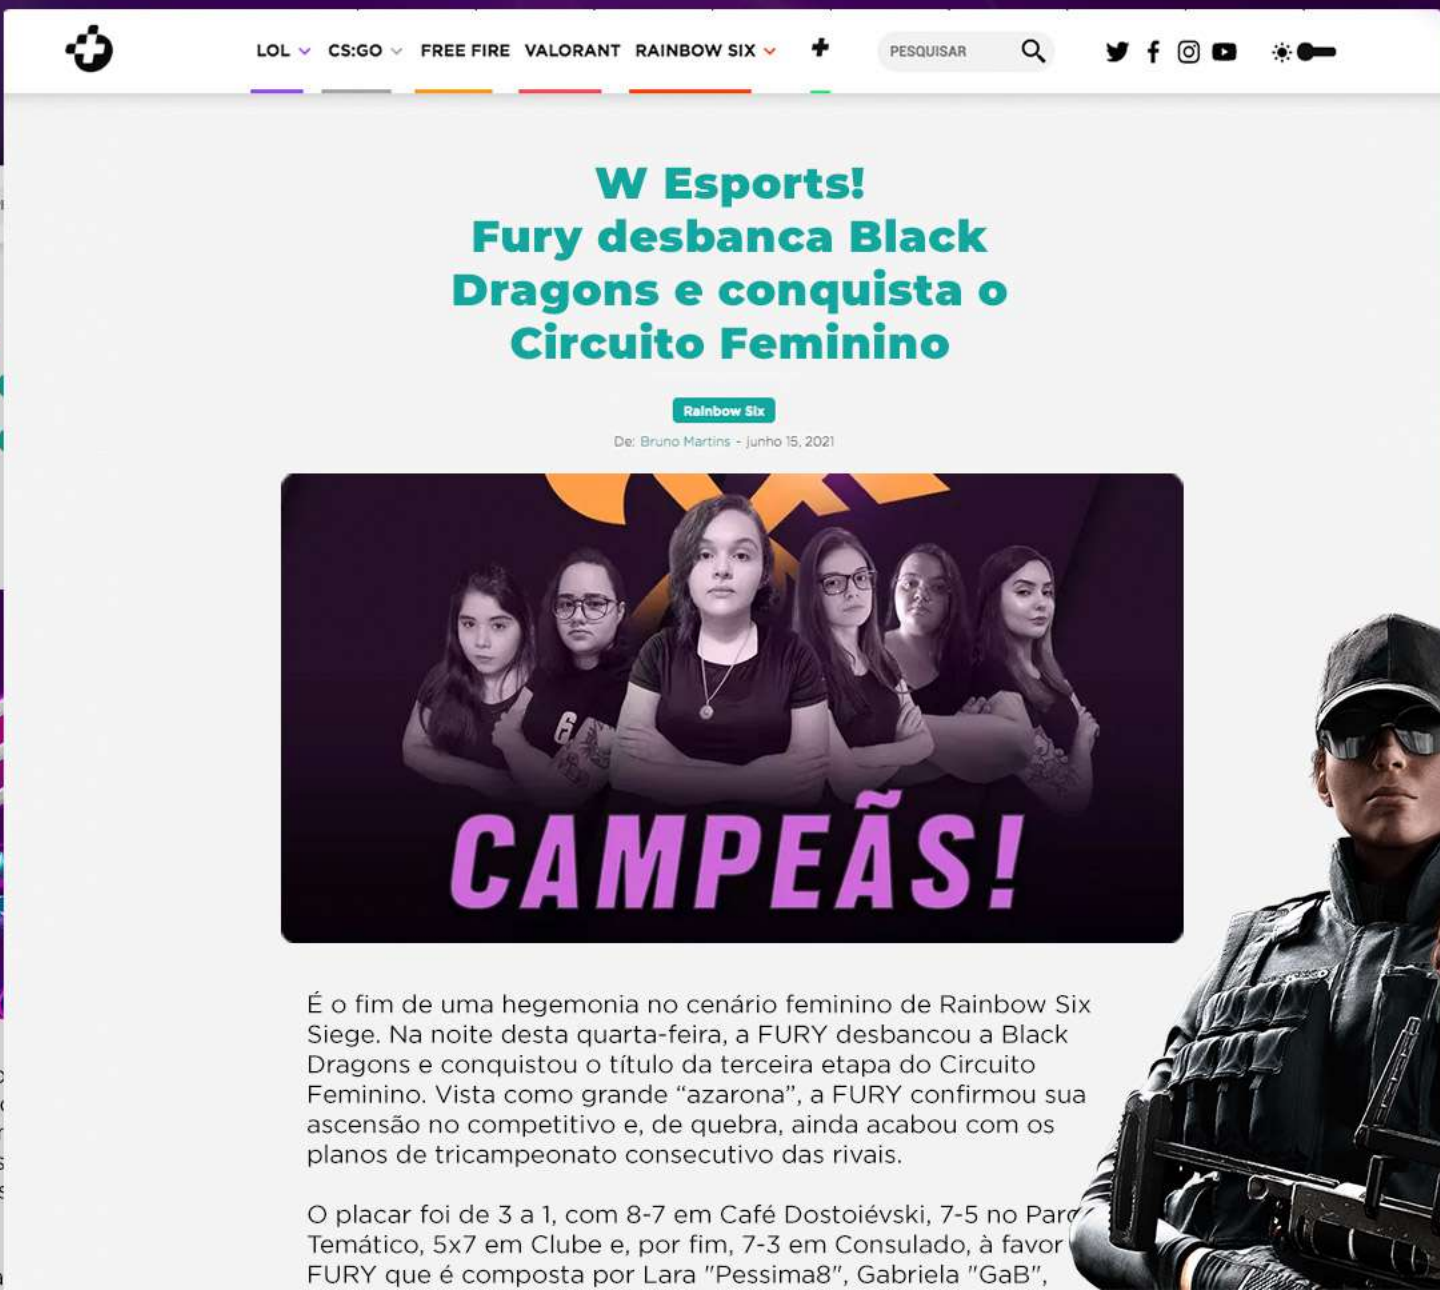 LOL CS:GO FREE FIRE VALORANT RAINBOW SIX PESQUISAR
W Esports!
Fury desbanca Black
Dragons e conquista o
Circuito Feminino
Rainbow Six
De: Bruno Martins - junho 15, 2021
6
CAMPEÃS!
É o fim de uma hegemonia no cenário feminino de Rainbow Six
Siege. Na noite desta quarta-feira, a FURY desbancou a Black
Dragons e conquistou o título da terceira etapa do Circuito
Feminino. Vista como grande “azarona”, a FURY confirmou sua
ascensão no competitivo e, de quebra, ainda acabou com os
planos de tricampeonato consecutivo das rivais.
O placar foi de 3 a 1, com 8-7 em Café Dostoiévski, 7-5 no Parq
Temático, 5x7 em Clube e, por fim, 7-3 em Consulado, à favor
FURY que é composta por Lara "Pessima8", Gabriela "GaB",